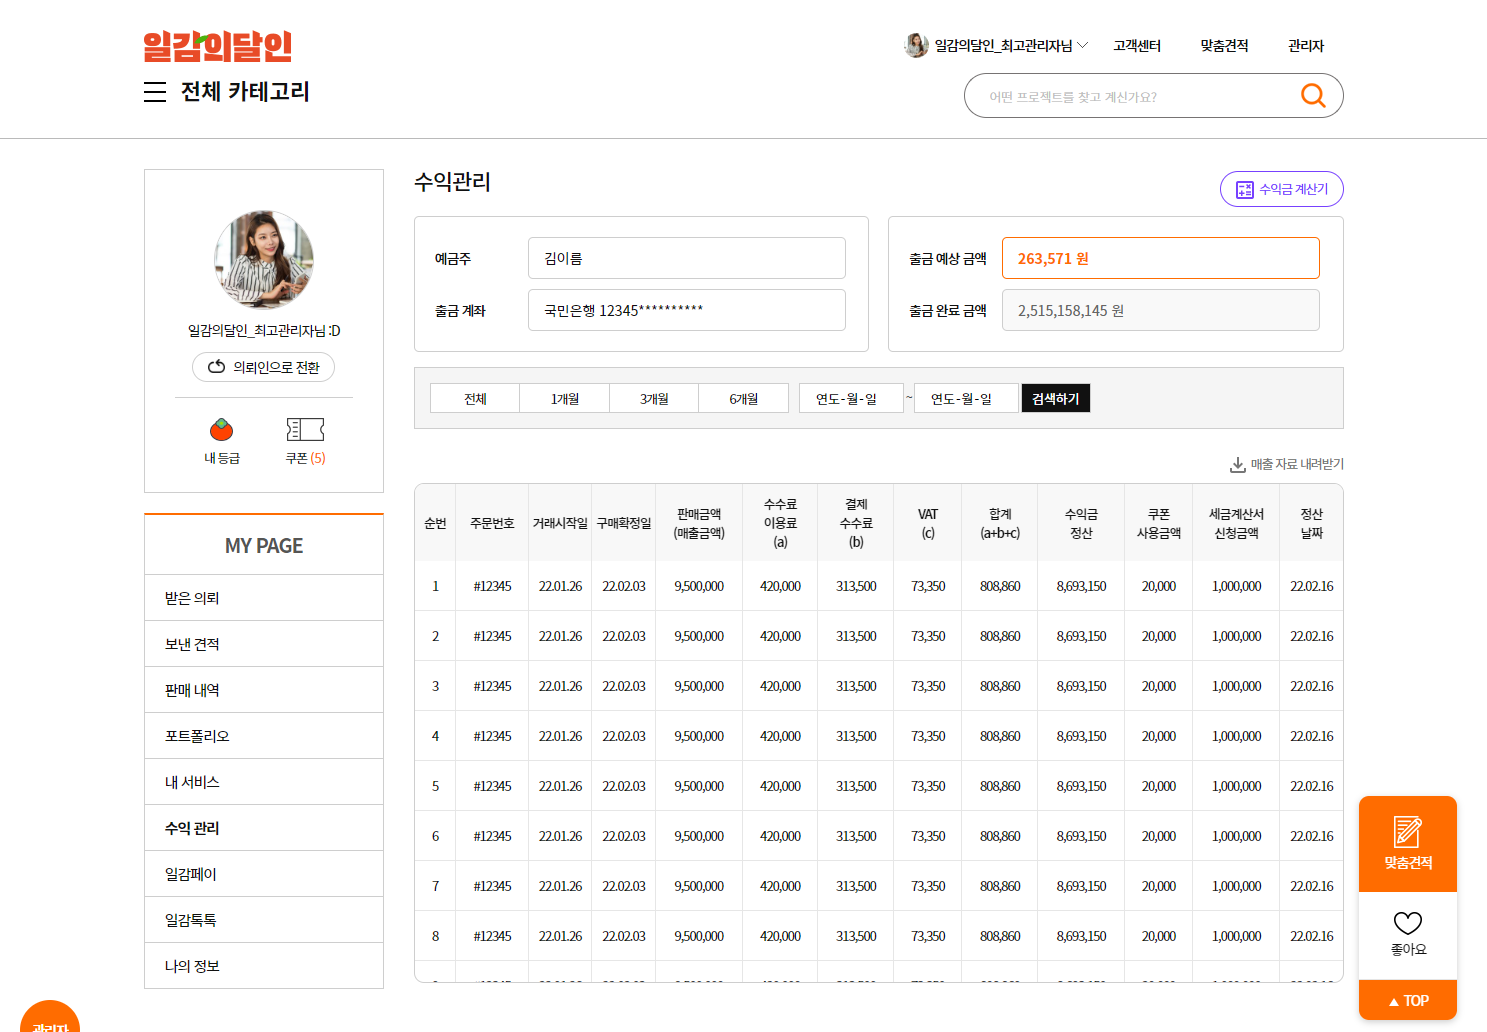 일감의달인
일감의달인_최고관리자님 고객센터 맞춤견적 관리자
전체 카테고리
어떤 프로젝트를 찾고 계신가요?
일감의달인_최고관리자님 :D
의뢰인으로 전환
내 등급 쿠폰 (5)
MY PAGE
받은 의뢰
보낸 견적
판매 내역
포트폴리오
내 서비스
수익 관리
일감페이
일감톡톡
나의 정보
관리자
수익관리
수익금 계산기
예금주 김이름
출금 계좌 국민은행 12345**********
출금 예상 금액 263,571 원
출금 완료 금액 2,515,158,145 원
전체 1개월 3개월 6개월 연도-월-일 ~ 연도-월-일 검색하기
매출 자료 내려받기
순번 주문번호 거래시작일 구매확정일 판매금액 (매출금액) 수수료 이용료 (a) 결제 수수료 (b) VAT (c) 합계 (a+b+c) 수익금 정산 쿠폰 사용금액 세금계산서 신청금액 정산 날짜
1 #12345 22.01.26 22.02.03 9,500,000 420,000 313,500 73,350 808,860 8,693,150 20,000 1,000,000 22.02.16
2 #12345 22.01.26 22.02.03 9,500,000 420,000 313,500 73,350 808,860 8,693,150 20,000 1,000,000 22.02.16
3 #12345 22.01.26 22.02.03 9,500,000 420,000 313,500 73,350 808,860 8,693,150 20,000 1,000,000 22.02.16
4 #12345 22.01.26 22.02.03 9,500,000 420,000 313,500 73,350 808,860 8,693,150 20,000 1,000,000 22.02.16
5 #12345 22.01.26 22.02.03 9,500,000 420,000 313,500 73,350 808,860 8,693,150 20,000 1,000,000 22.02.16
6 #12345 22.01.26 22.02.03 9,500,000 420,000 313,500 73,350 808,860 8,693,150 20,000 1,000,000 22.02.16
7 #12345 22.01.26 22.02.03 9,500,000 420,000 313,500 73,350 808,860 8,693,150 20,000 1,000,000 22.02.16
8 #12345 22.01.26 22.02.03 9,500,000 420,000 313,500 73,350 808,860 8,693,150 20,000 1,000,000 22.02.16
맞춤견적
좋아요
▲ TOP